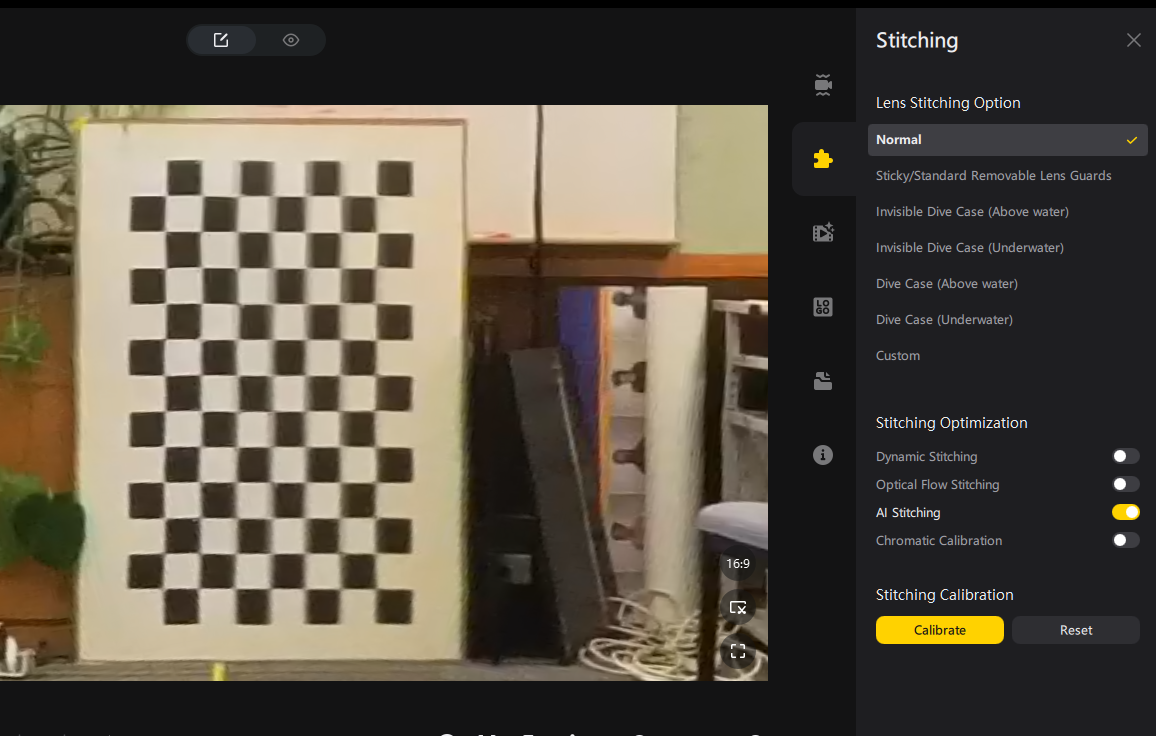 Stitching
Lens Stitching Option
Normal
Sticky/Standard Removable Lens Guards
Invisible Dive Case (Above water)
Invisible Dive Case (Underwater)
Dive Case (Above water)
Dive Case (Underwater)
Custom
LO
GO
Stitching Optimization
Dynamic Stitching
Optical Flow Stitching
AI Stitching
Chromatic Calibration
16:9
Stitching Calibration
Calibrate
Reset